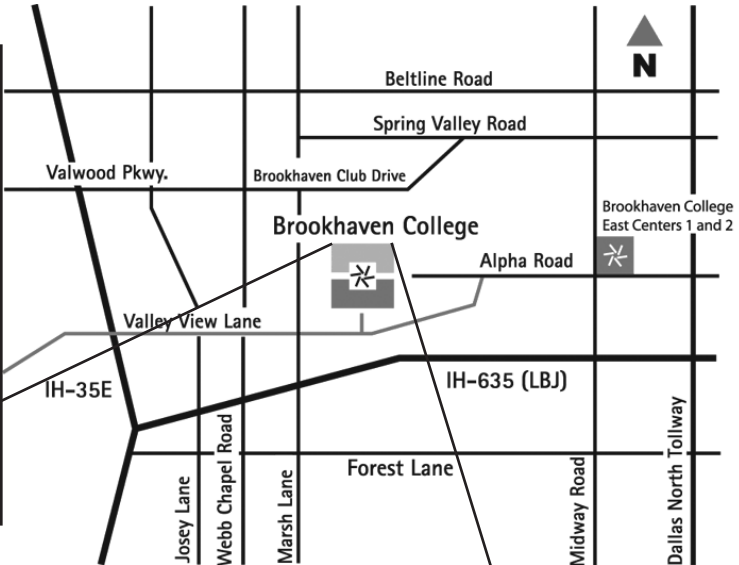 N
Beltline Road
Spring Valley Road
Valwood Pkwy.
Brookhaven Club Drive
Brookhaven College
East Centers 1 and 2
Brookhaven College
Alpha Road
Valley View Lane
IH-35E
IH-635 (LBJ)
Forest Lane
Josey Lane
Webb Chapel Road
Marsh Lane
Midway Road
Dallas North Tollway